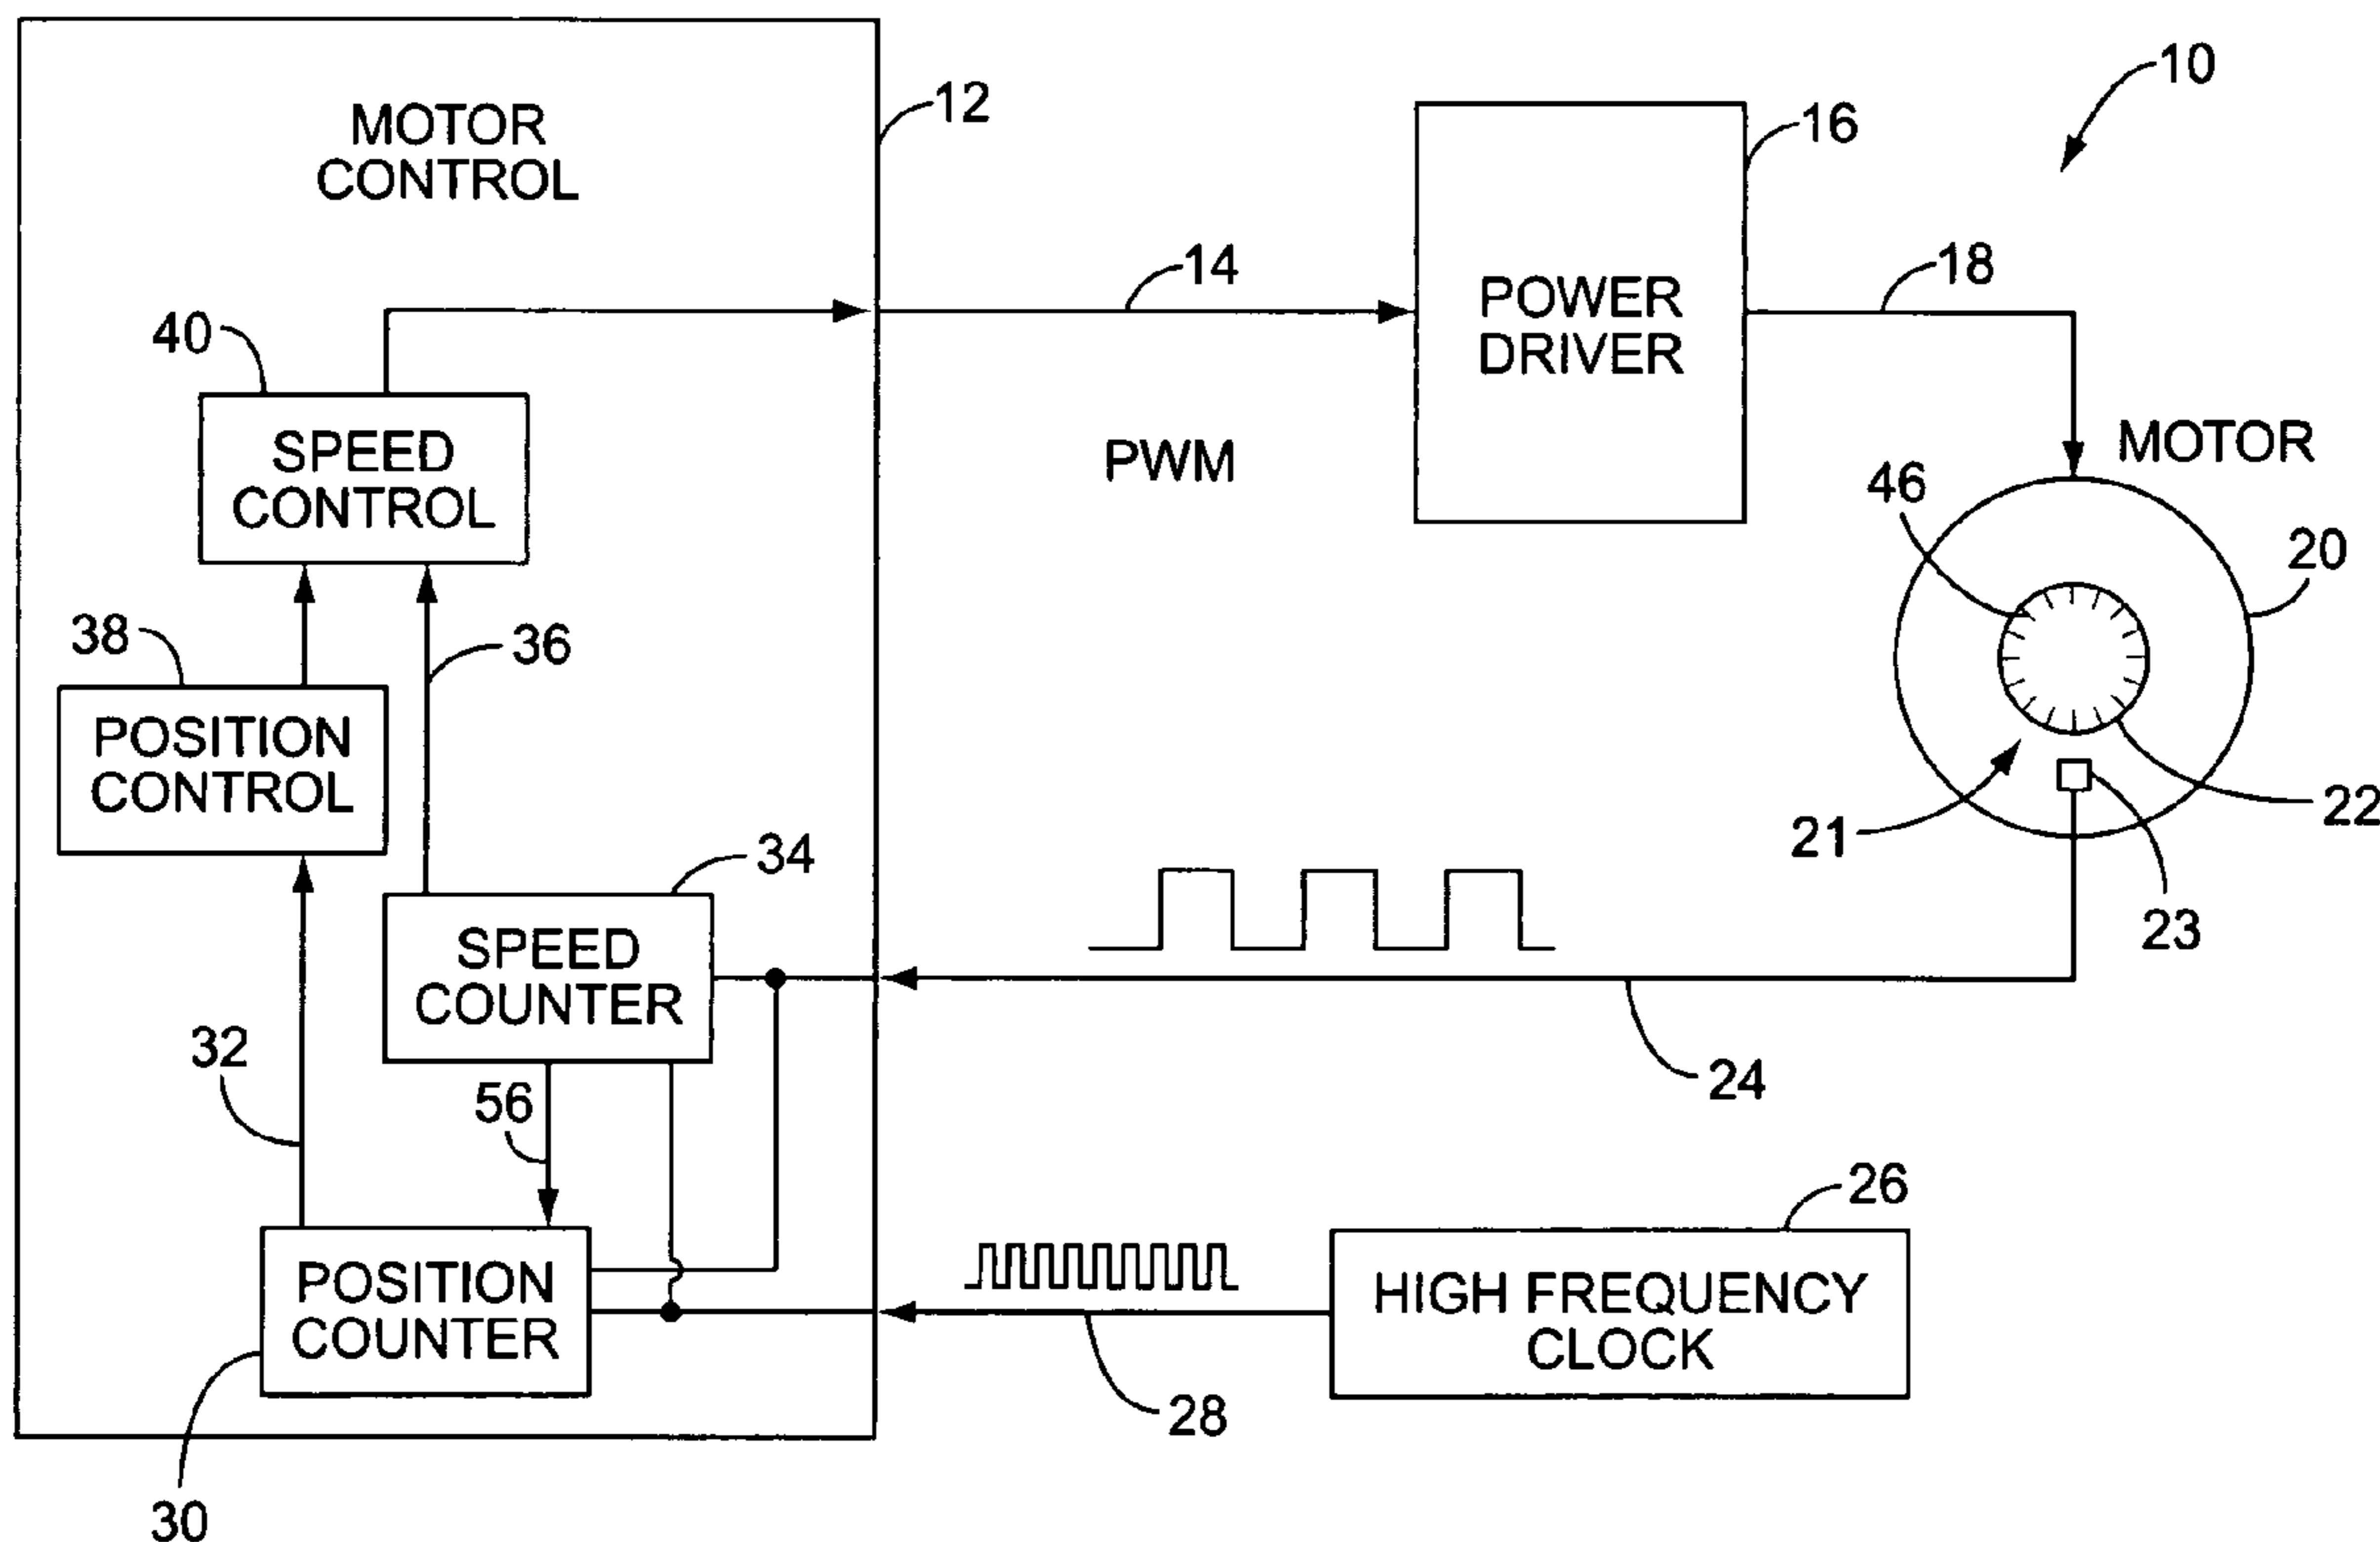 10
12
MOTOR
CONTROL
16
14
18
POWER
DRIVER
40
SPEED
CONTROL
PWM
MOTOR
46
20
38
36
POSITION
CONTROL
34
22
21
23
SPEED
COUNTER
32
56
24
26
POSITION
COUNTER
HIGH FREQUENCY
CLOCK
28
30